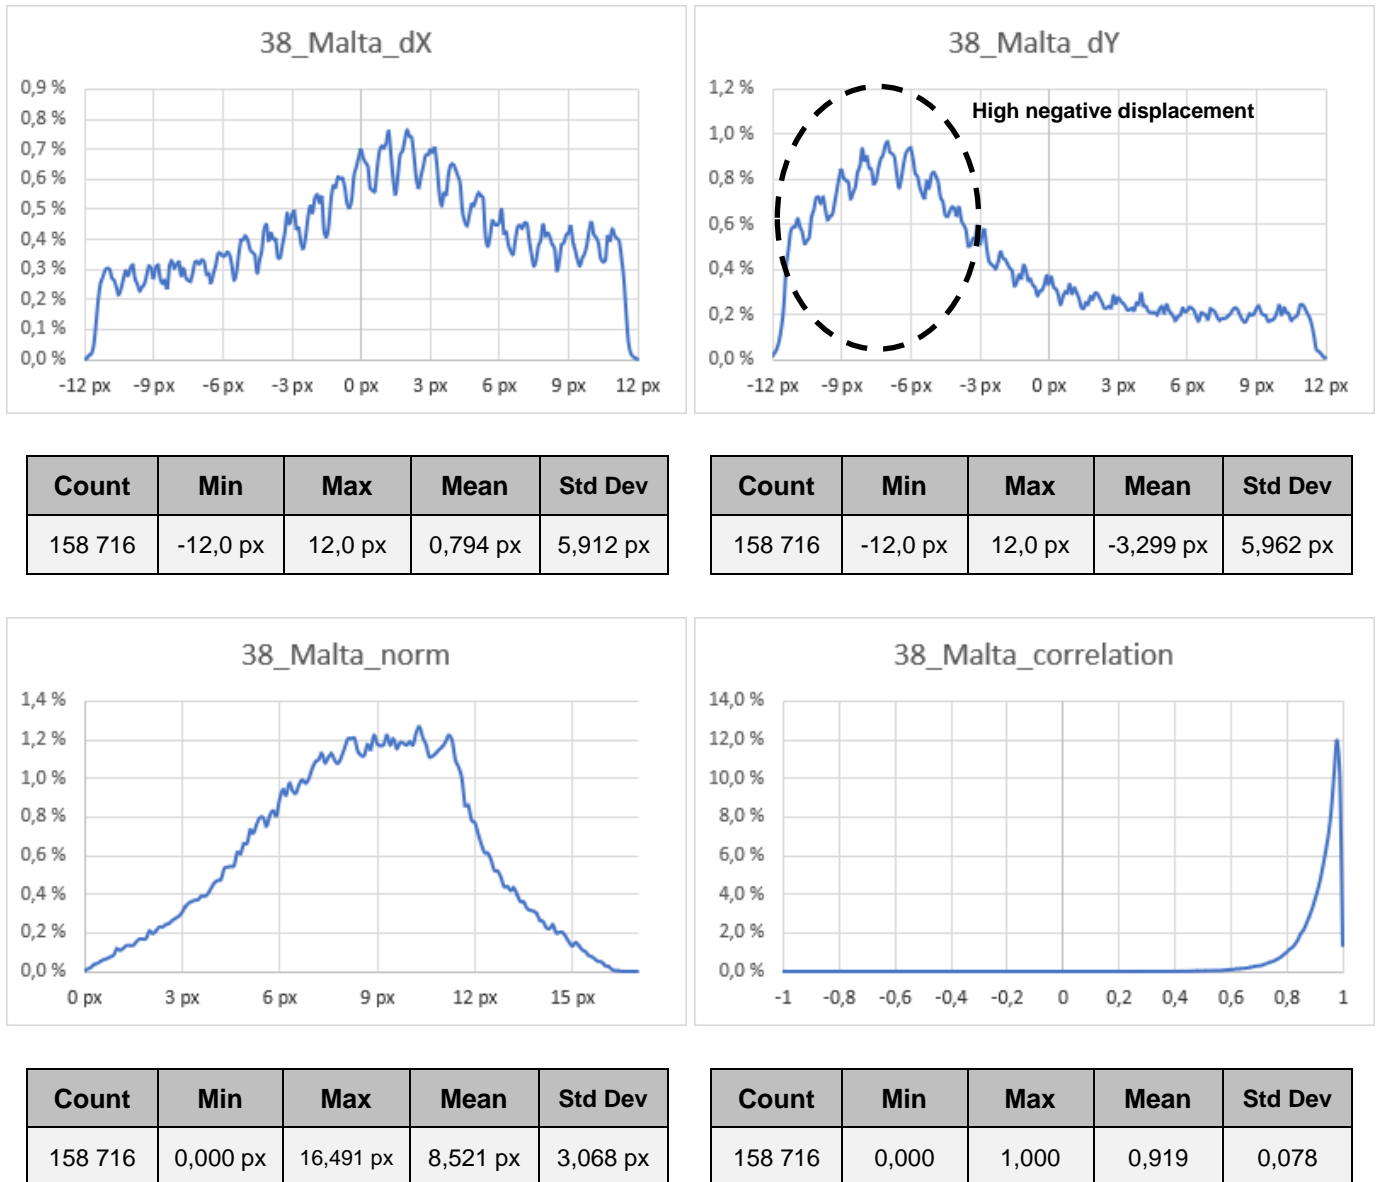 38_Malta_dX
0,9 %
0,8 %
0,7 %
0,6 %
0,5 %
0,4 %
0,3 %
0,2 %
0,1 %
0,0 %
-12 px -9 px -6 px -3 px 0 px 3 px 6 px 9 px 12 px
38_Malta_dY
High negative displacement
1,2 %
1,0 %
0,8 %
0,6 %
0,4 %
0,2 %
0,0 %
-12 px -9 px -6 px -3 px 0 px 3 px 6 px 9 px 12 px
Count Min Max Mean Std Dev
158 716 -12,0 px 12,0 px 0,794 px 5,912 px
Count Min Max Mean Std Dev
158 716 -12,0 px 12,0 px -3,299 px 5,962 px
38_Malta_norm
1,4 %
1,2 %
1,0 %
0,8 %
0,6 %
0,4 %
0,2 %
0,0 %
0 px 3 px 6 px 9 px 12 px 15 px
38_Malta_correlation
14,0 %
12,0 %
10,0 %
8,0 %
6,0 %
4,0 %
2,0 %
0,0 %
-1 -0,8 -0,6 -0,4 -0,2 0 0,2 0,4 0,6 0,8 1
Count Min Max Mean Std Dev
158 716 0,000 px 16,491 px 8,521 px 3,068 px
Count Min Max Mean Std Dev
158 716 0,000 1,000 0,919 0,078